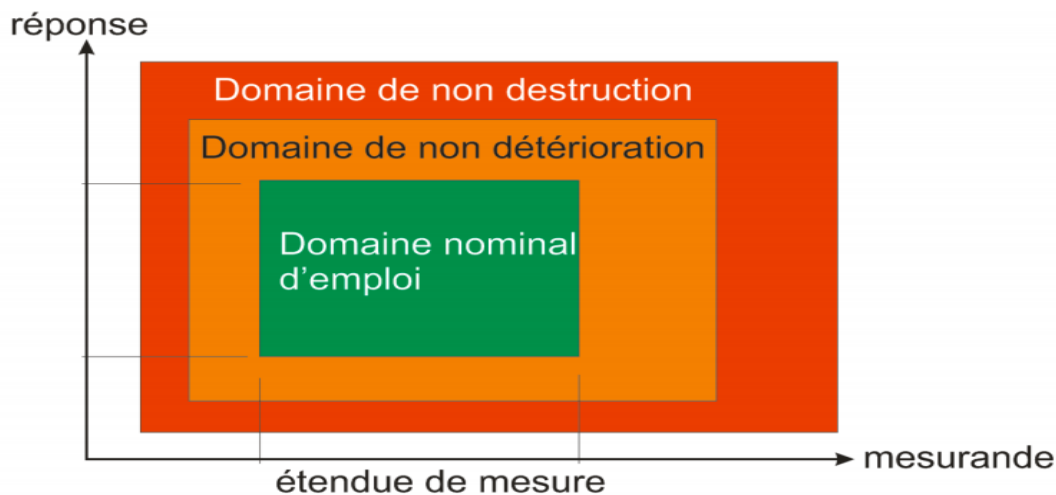 réponse
Domaine de non destruction
Domaine de non détérioration
Domaine nominal
d’emploi
mesurande
étendue de mesure